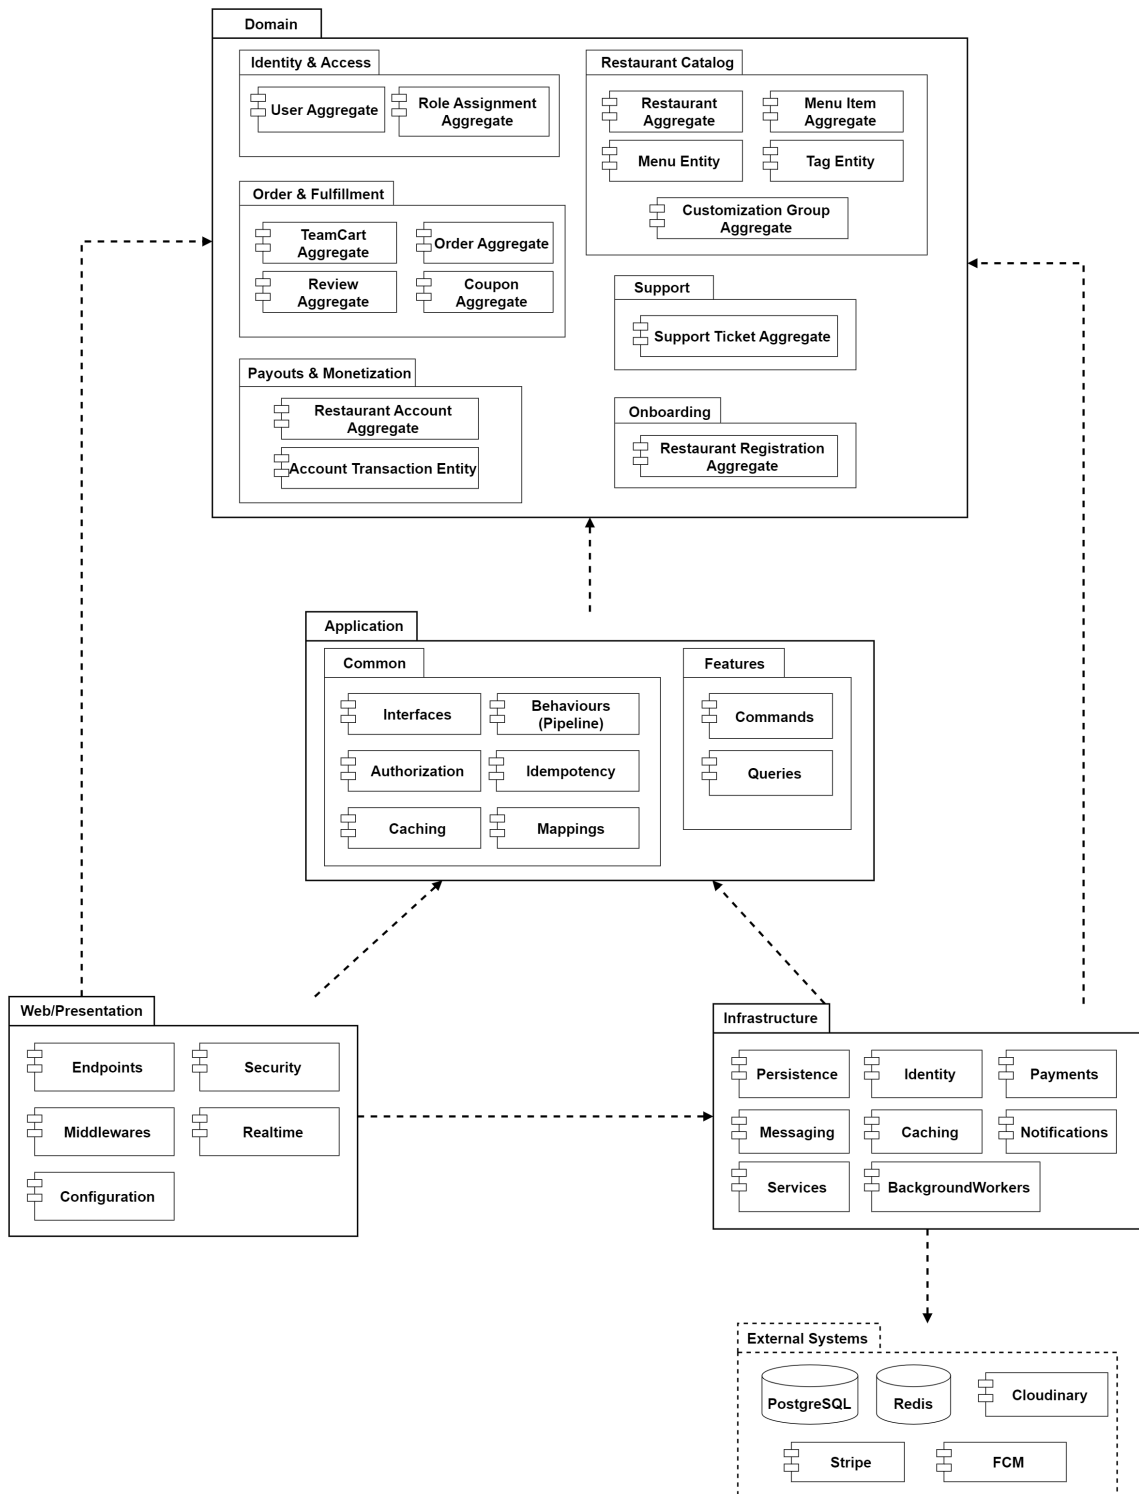 Domain
Identity & Access
User Aggregate
Role Assignment
Aggregate
Restaurant Catalog
Restaurant
Aggregate
Menu Item
Aggregate
Menu Entity
Tag Entity
Customization Group
Aggregate
Order & Fulfillment
TeamCart
Aggregate
Order Aggregate
Review
Aggregate
Coupon
Aggregate
Support
Support Ticket Aggregate
Payouts & Monetization
Restaurant Account
Aggregate
Account Transaction Entity
Onboarding
Restaurant Registration
Aggregate
Application
Common
Interfaces
Behaviours
(Pipeline)
Authorization
Idempotency
Caching
Mappings
Features
Commands
Queries
Web/Presentation
Endpoints
Security
Middlewares
Realtime
Configuration
Infrastructure
Persistence
Identity
Payments
Messaging
Caching
Notifications
Services
BackgroundWorkers
External Systems
PostgreSQL
Redis
Cloudinary
Stripe
FCM